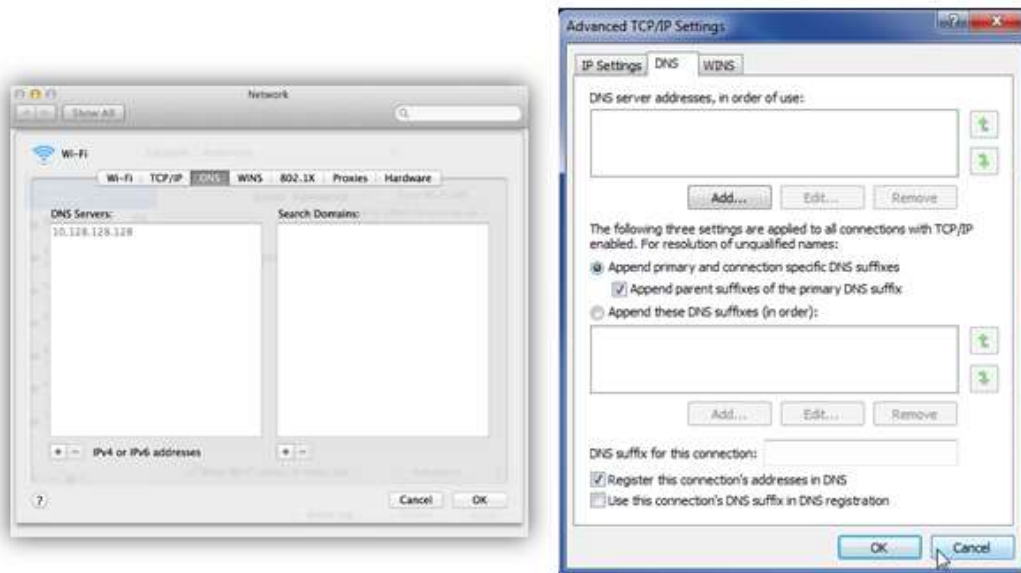 Network
Show All
Wi-Fi
Wi-Fi TCP/IP DNS WINS 802.1X Proxies Hardware
DNS Servers: Search Domains:
10.128.128.128
+ - IPv4 or IPv6 addresses + -
? Cancel OK
Advanced TCP/IP Settings
IP Settings DNS WINS
DNS server addresses, in order of use:
Add... Edit... Remove
The following three settings are applied to all connections with TCP/IP
enabled. For resolution of unqualified names:
Append primary and connection specific DNS suffixes
Append parent suffixes of the primary DNS suffix
Append these DNS suffixes (in order):
Add... Edit... Remove
DNS suffix for this connection:
Register this connection's addresses in DNS
Use this connection's DNS suffix in DNS registration
OK Cancel